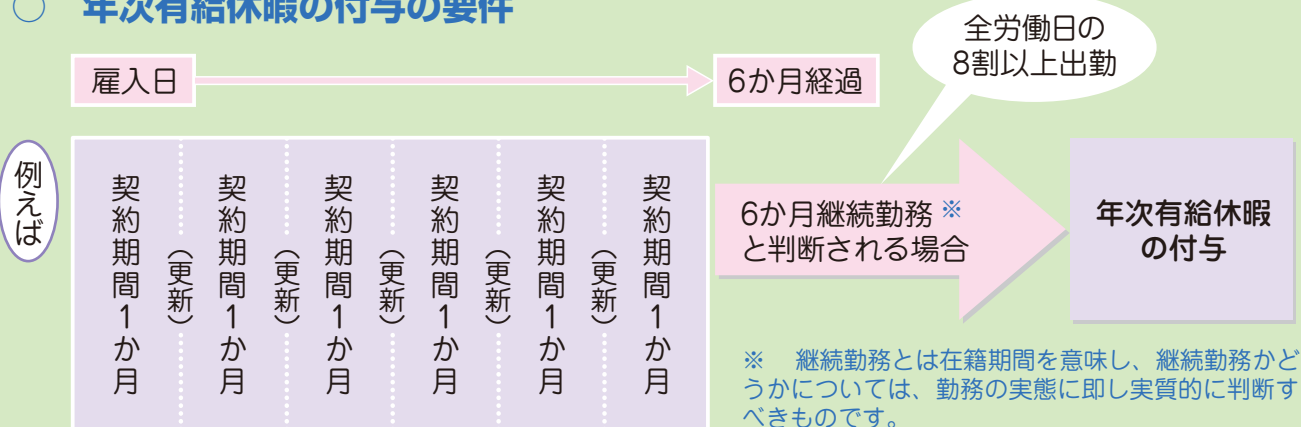 ○ 年次有給休暇の付与の要件
全労働日の
8割以上出勤
雇入日
6か月経過
例えば
契約期間1か月
(更新)
契約期間1か月
(更新)
契約期間1か月
(更新)
契約期間1か月
(更新)
契約期間1か月
(更新)
契約期間1か月
6か月継続勤務※
と判断される場合
年次有給休暇
の付与
※ 継続勤務とは在籍期間を意味し、継続勤務かど
うかについては、勤務の実態に即し実質的に判断す
べきものです。